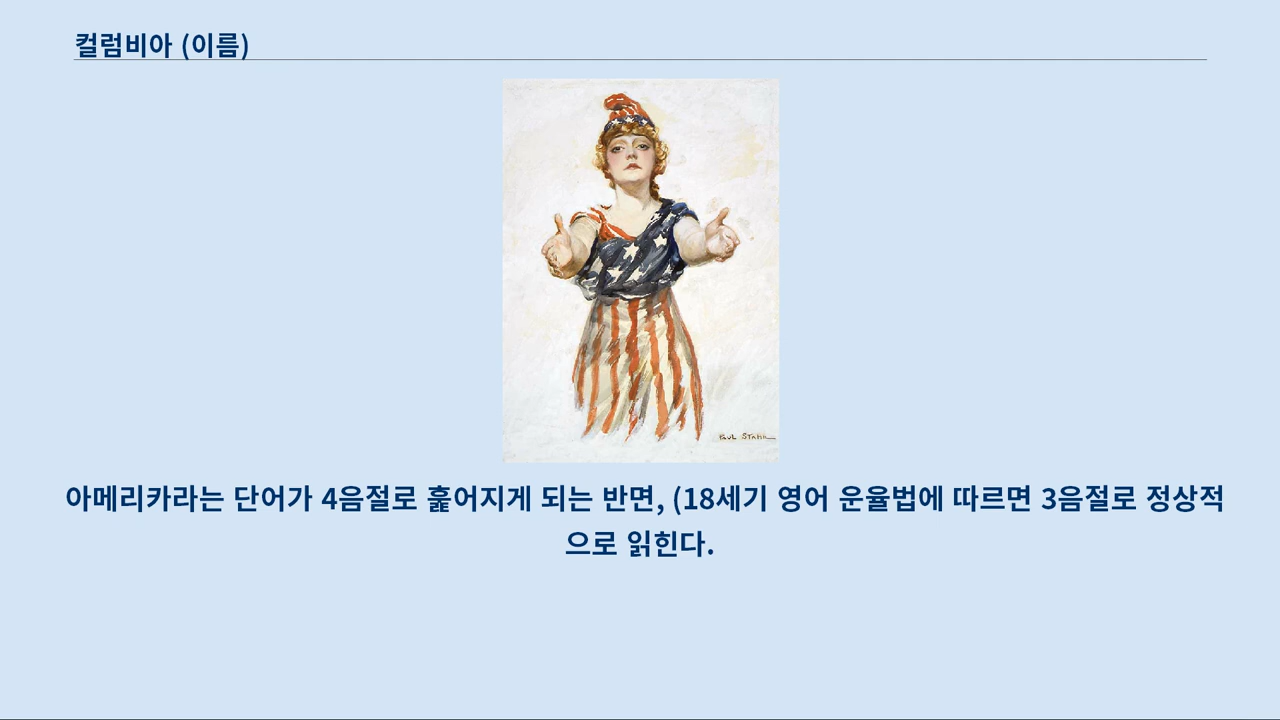 컬럼비아 (이름)
PAUL STAHR
아메리카라는 단어가 4음절로 훑어지게 되는 반면, (18세기 영어 운율법에 따르면 3음절로 정상적
으로 읽힌다.